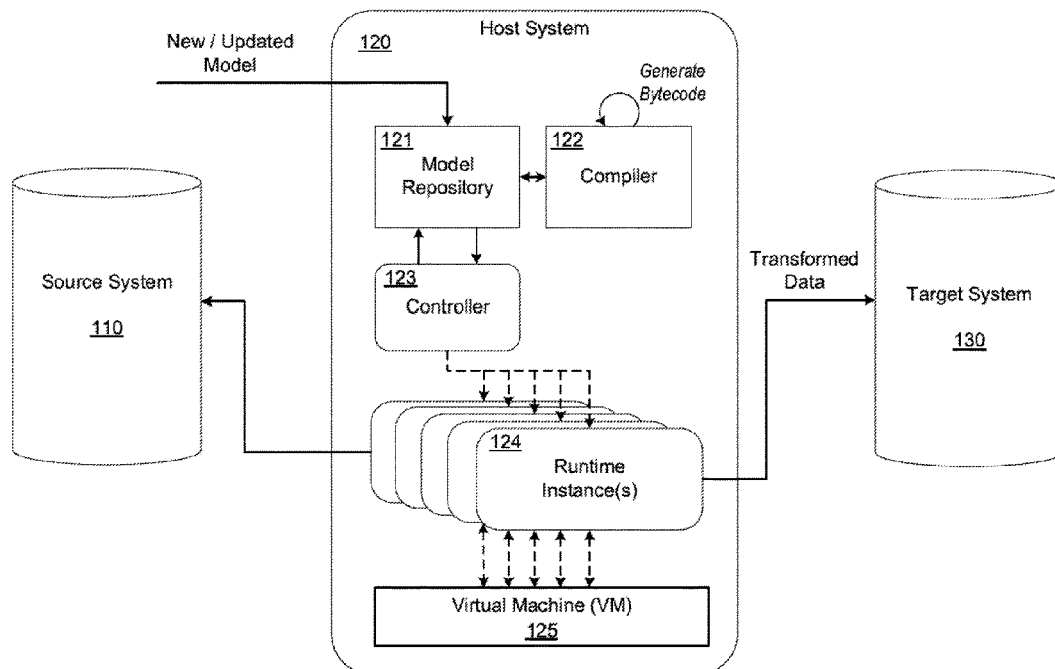 Host System
120
New / Updated
Model
Generate
Bytecode
121
Model
Repository
122
Compiler
Source System
110
123
Controller
Transformed
Data
Target System
130
124
Runtime
Instance(s)
Virtual Machine (VM)
125